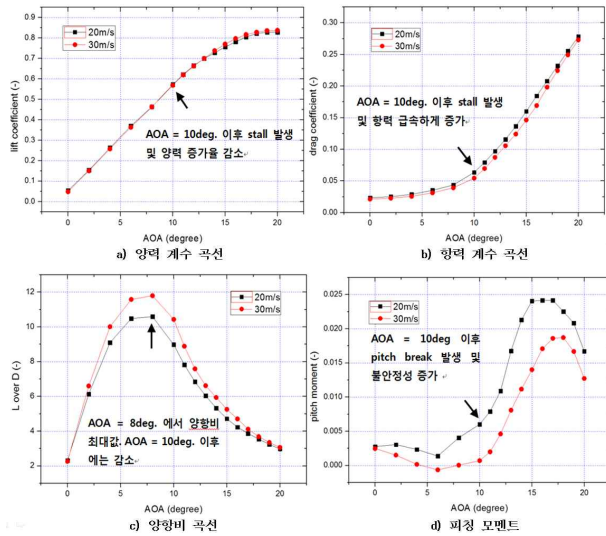 20m/s
30m/s
lift coefficient (-)
0.9
0.8
0.7
0.6
0.5
0.4
0.3
0.2
0.1
0.0
AOA = 10deg. 이후 stall 발생
및 양력 증가율 감소
0 5 10 15 20
AOA (degree)
a) 양력 계수 곡선
20m/s
30m/s
drag coefficient (-)
0.30
0.25
0.20
0.15
0.10
0.05
0.00
AOA = 10deg. 이후 stall 발생
및 항력 급속하게 증가
0 5 10 15 20
AOA (degree)
b) 항력 계수 곡선
20m/s
30m/s
L over D (-)
12
10
8
6
4
2
AOA = 8deg. 에서 양항비
최대값. AOA = 10deg. 이후
에는 감소
0 5 10 15 20
AOA (degree)
c) 양항비 곡선
20m/s
30m/s
pitch moment (-)
0.025
0.020
0.015
0.010
0.005
0.000
AOA = 10deg 이후
pitch break 발생 및
불안정성 증가
0 5 10 15 20
AOA (degree)
d) 피칭 모멘트